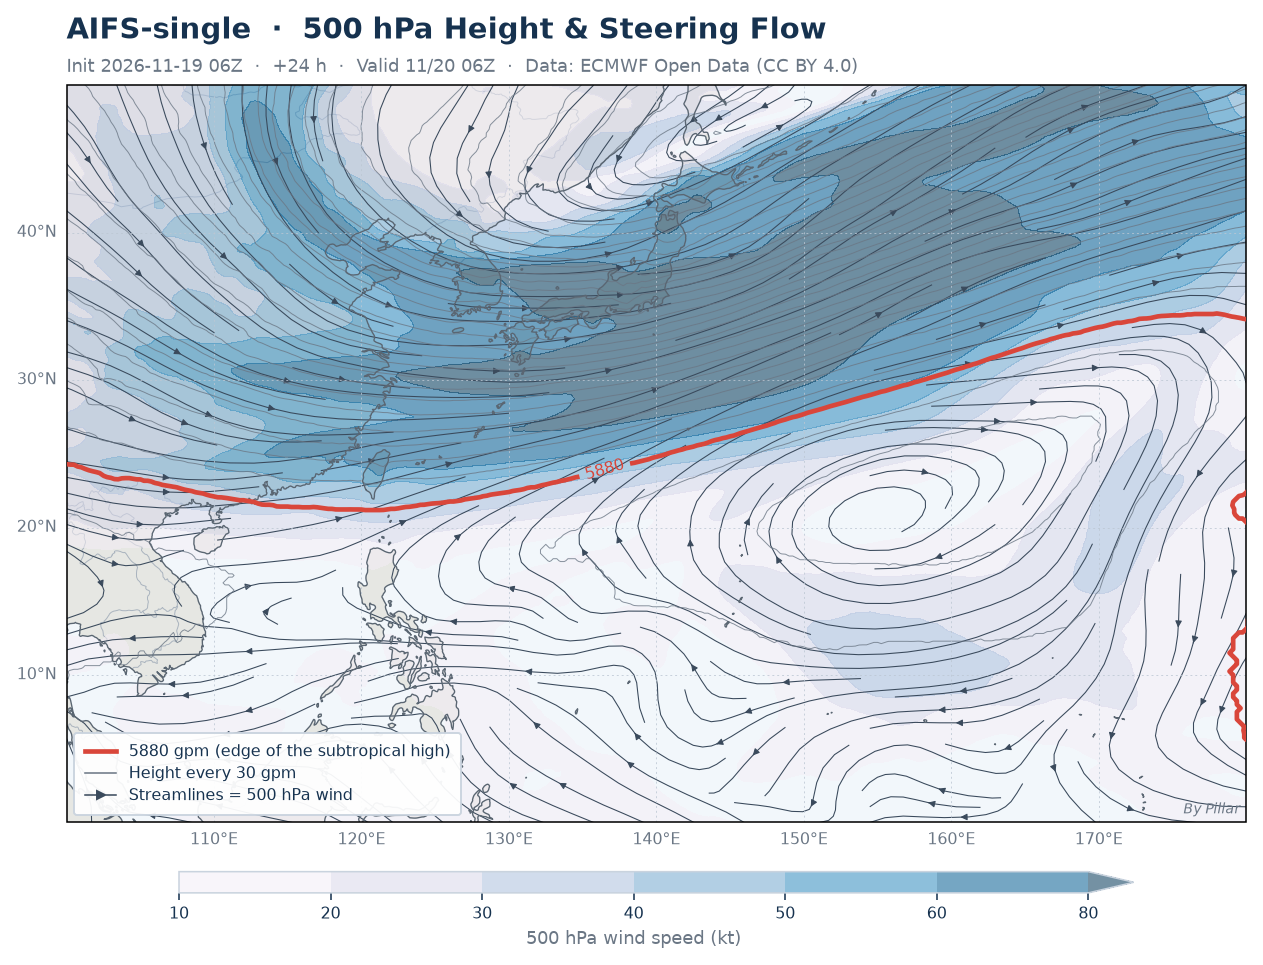 AIFS-single · 500 hPa Height & Steering Flow
Init 2026-11-19 06Z · +24 h · Valid 11/20 06Z · Data: ECMWF Open Data (CC BY 4.0)
40°N
30°N
20°N
10°N
5880
5880 gpm (edge of the subtropical high)
Height every 30 gpm
Streamlines = 500 hPa wind
By Pillar
110°E 120°E 130°E 140°E 150°E 160°E 170°E
10 20 30 40 50 60 80
500 hPa wind speed (kt)